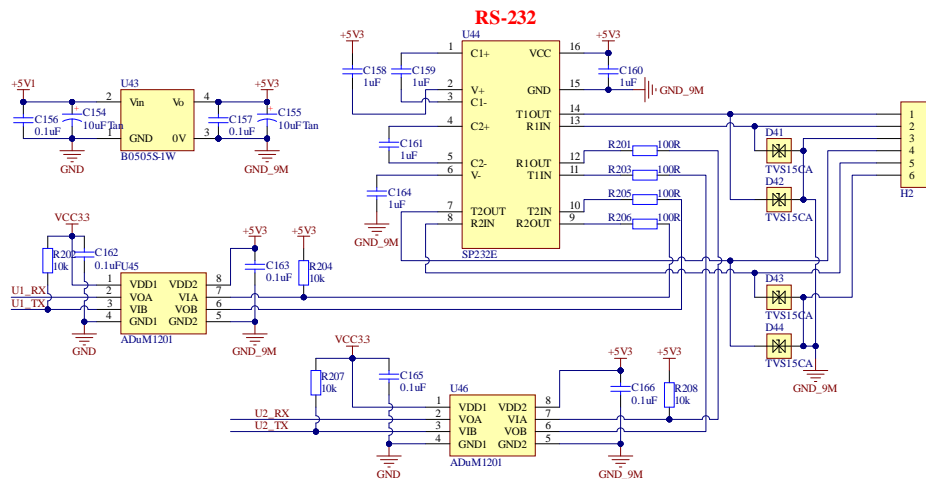 RS-232
U44
+5V3
C158
1uF
C159
1uF
1 C1+
2 V+
3 C1-
4 C2+
5 C2-
6 V-
7 T2OUT
8 R2IN
VCC 16
GND 15
T1OUT 14
R1IN 13
R1OUT 12
T1IN 11
T2IN 10
R2OUT 9
SP232E
C161
1uF
C164
1uF
GND_9M
+5V3
C160
1uF
GND_9M
R201 100R
R203 100R
R205 100R
R206 100R
D41
TVS15CA
D42
TVS15CA
D43
TVS15CA
D44
TVS15CA
GND_9M
1
2
3
4
5
6
H2
+5V1
C156
0.1uF
C154
10uF Tan
GND
U43
2 Vin
Vo 4
1 GND
0V 3
B0505S-1W
+5V3
C157
0.1uF
C155
10uF Tan
GND_9M
VCC3.3
R202
10k
C162
0.1uF
U1_RX
U1_TX
GND
U45
1 VDD1
2 VOA
3 VIB
4 GND1
VDD2 8
VIA 7
VOB 6
GND2 5
ADuM1201
+5V3
C163
0.1uF
+5V3
R204
10k
GND_9M
VCC3.3
R207
10k
C165
0.1uF
U2_RX
U2_TX
GND
U46
1 VDD1
2 VOA
3 VIB
4 GND1
VDD2 8
VIA 7
VOB 6
GND2 5
ADuM1201
+5V3
C166
0.1uF
+5V3
R208
10k
GND_9M